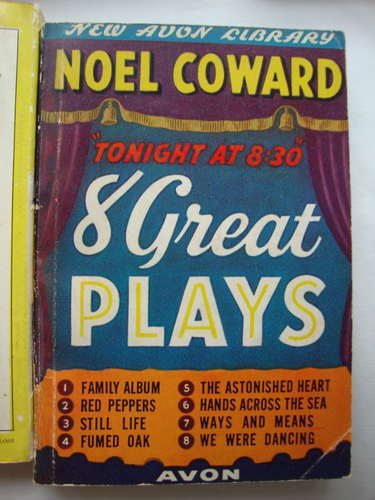 NEW AVON LIBRARY
NOEL COWARD
"TONIGHT AT 8:30"
8 Great
PLAYS
1 FAMILY ALBUM
2 RED PEPPERS
3 STILL LIFE
4 FUMED OAK
5 THE ASTONISHED HEART
6 HANDS ACROSS THE SEA
7 WAYS AND MEANS
8 WE WERE DANCING
AVON